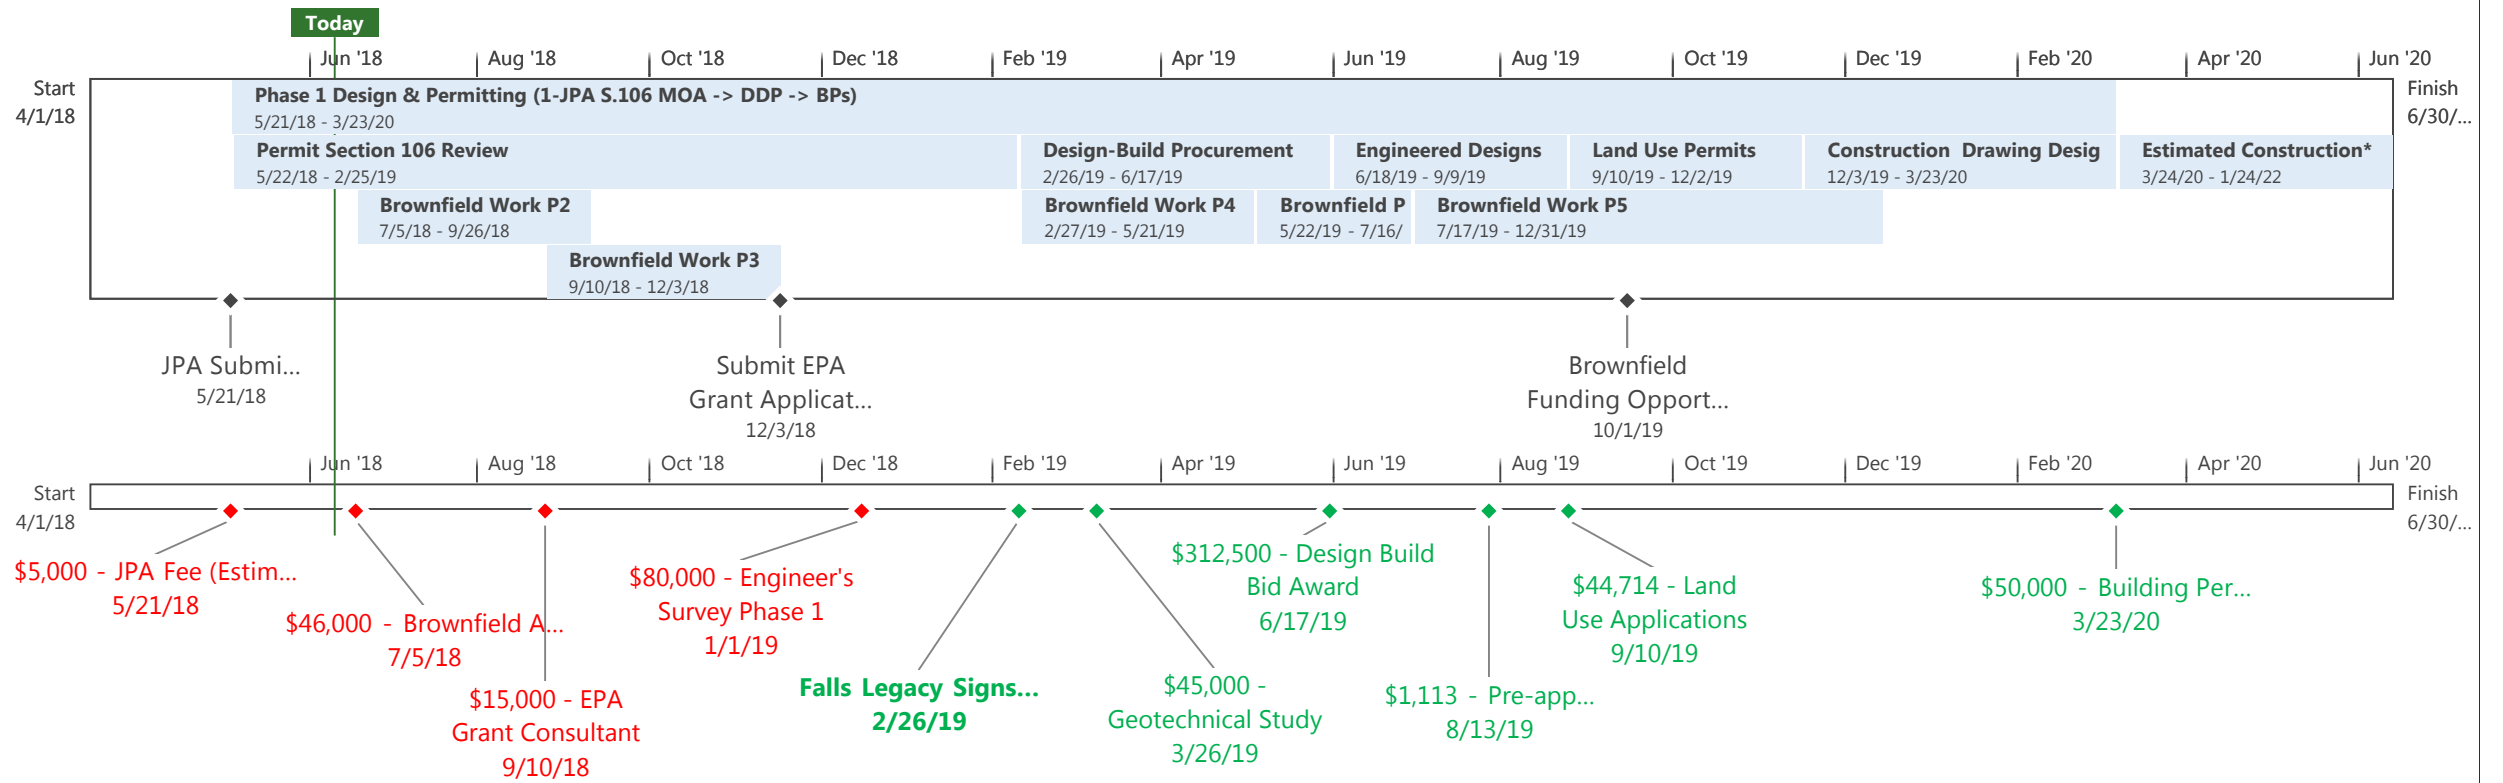 Today
Jun '18 Aug '18 Oct '18 Dec '18 Feb '19 Apr '19 Jun '19 Aug '19 Oct '19 Dec '19 Feb '20 Apr '20 Jun '20
Start
4/1/18
Finish
6/30/...
Phase 1 Design & Permitting (1-JPA S.106 MOA -> DDP -> BPs)
5/21/18 - 3/23/20
Permit Section 106 Review
5/22/18 - 2/25/19
Design-Build Procurement
2/26/19 - 6/17/19
Engineered Designs
6/18/19 - 9/9/19
Land Use Permits
9/10/19 - 12/2/19
Construction Drawing Desig
12/3/19 - 3/23/20
Estimated Construction*
3/24/20 - 1/24/22
Brownfield Work P2
7/5/18 - 9/26/18
Brownfield Work P4
2/27/19 - 5/21/19
Brownfield P
5/22/19 - 7/16/
Brownfield Work P5
7/17/19 - 12/31/19
Brownfield Work P3
9/10/18 - 12/3/18
JPA Submi...
5/21/18
Submit EPA
Grant Applicat...
12/3/18
Brownfield
Funding Opport...
10/1/19
Jun '18 Aug '18 Oct '18 Dec '18 Feb '19 Apr '19 Jun '19 Aug '19 Oct '19 Dec '19 Feb '20 Apr '20 Jun '20
Start
4/1/18
Finish
6/30/...
$5,000 - JPA Fee (Estim...
5/21/18
$46,000 - Brownfield A...
7/5/18
$15,000 - EPA
Grant Consultant
9/10/18
$80,000 - Engineer's
Survey Phase 1
1/1/19
Falls Legacy Signs...
2/26/19
$45,000 -
Geotechnical Study
3/26/19
$312,500 - Design Build
Bid Award
6/17/19
$1,113 - Pre-app...
8/13/19
$44,714 - Land
Use Applications
9/10/19
$50,000 - Building Per...
3/23/20